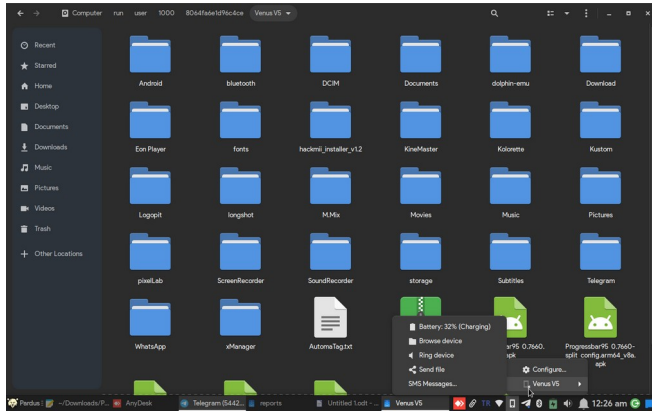 Computer run user 1000 8064fa6e1d96c4ce Venus V5
Recent
Starred
Home
Desktop
Documents
Downloads
Music
Pictures
Videos
Trash
Other Locations
Android bluetooth DCIM Documents dolphin-emu Download
Eon Player fonts hackmii_installer_v1.2 KineMaster Kolorette Kustom
Logopit longshot M.Mix Movies Music Pictures
pixelLab ScreenRecorder SoundRecorder storage Subtitles Telegram
WhatsApp xManager AutomaTag.txt
Progressbar95 0.7660-
split_config.arm64_v8a.
apk
Battery: 32% (Charging)
Browse device
Ring device
Send file
SMS Messages...
Configure...
Venus V5
Perdus ~/Downloads/P... AnyDesk Telegram (5442... reports Untitled 1.odt - ... Venus V5 TR 12:26 am